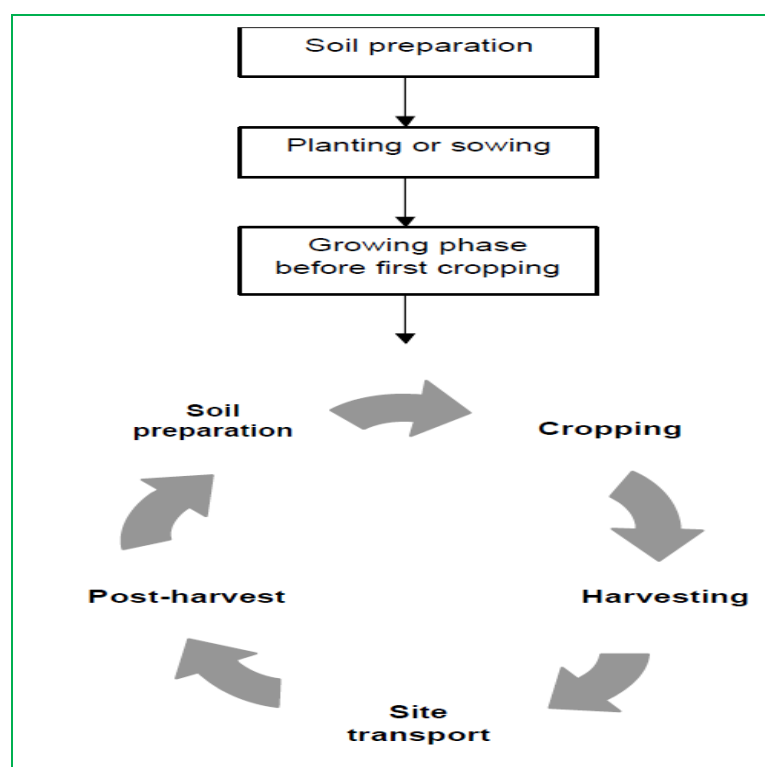 Soil preparation
Planting or sowing
Growing phase
before first cropping
Soil
preparation
Cropping
Post-harvest
Harvesting
Site
transport